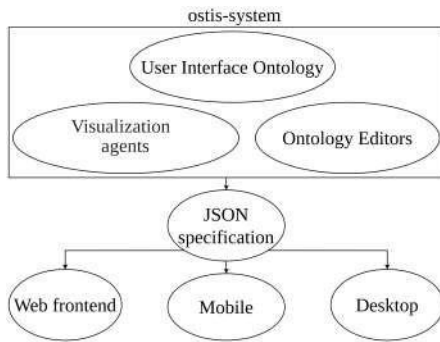 ostis-system
User Interface Ontology
Visualization
agents
Ontology Editors
JSON
specification
Web frontend
Mobile
Desktop